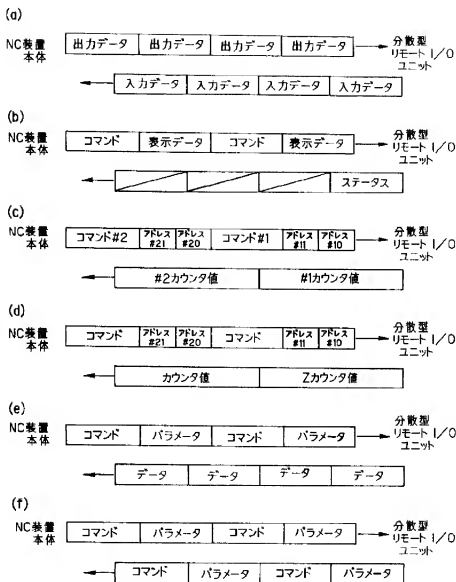 (a)
NC装置
本体
出力データ 出力データ 出力データ 出力データ
分散型
リモート I/O
ユニット
入力データ 入力データ 入力データ 入力データ
(b)
NC装置
本体
コマンド 表示データ コマンド 表示データ
分散型
リモート I/O
ユニット
ステータス
(c)
NC装置
本体
コマンド#2 アドレス #21 アドレス #20 コマンド#1 アドレス #11 アドレス #10
分散型
リモート I/O
ユニット
#2カウンタ値 #1カウンタ値
(d)
NC装置
本体
コマンド アドレス #21 アドレス #20 コマンド アドレス #11 アドレス #10
分散型
リモート I/O
ユニット
カウンタ値 Zカウンタ値
(e)
NC装置
本体
コマンド パラメータ コマンド パラメータ
分散型
リモート I/O
ユニット
データ データ データ データ
(f)
NC装置
本体
コマンド パラメータ コマンド パラメータ
分散型
リモート I/O
ユニット
コマンド パラメータ コマンド パラメータ